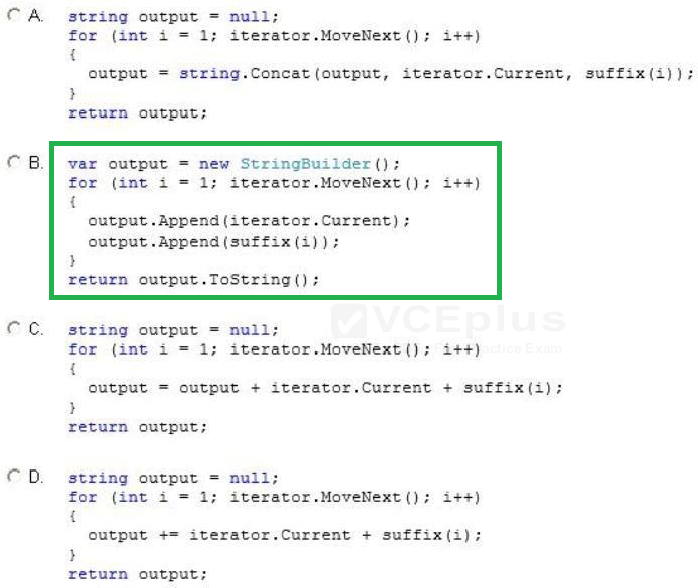 A. string output = null;
for (int i = 1; iterator.MoveNext(); i++)
{
output = string.Concat(output, iterator.Current, suffix(i));
}
return output;
B. var output = new StringBuilder();
for (int i = 1; iterator.MoveNext(); i++)
{
output.Append(iterator.Current);
output.Append(suffix(i));
}
return output.ToString();
VCEplus
C. string output = null;
for (int i = 1; iterator.MoveNext(); i++)
Practice Exam
{
output = output + iterator.Current + suffix(i);
}
return output;
D. string output = null;
for (int i = 1; iterator.MoveNext(); i++)
{
output += iterator.Current + suffix(i);
}
return output;